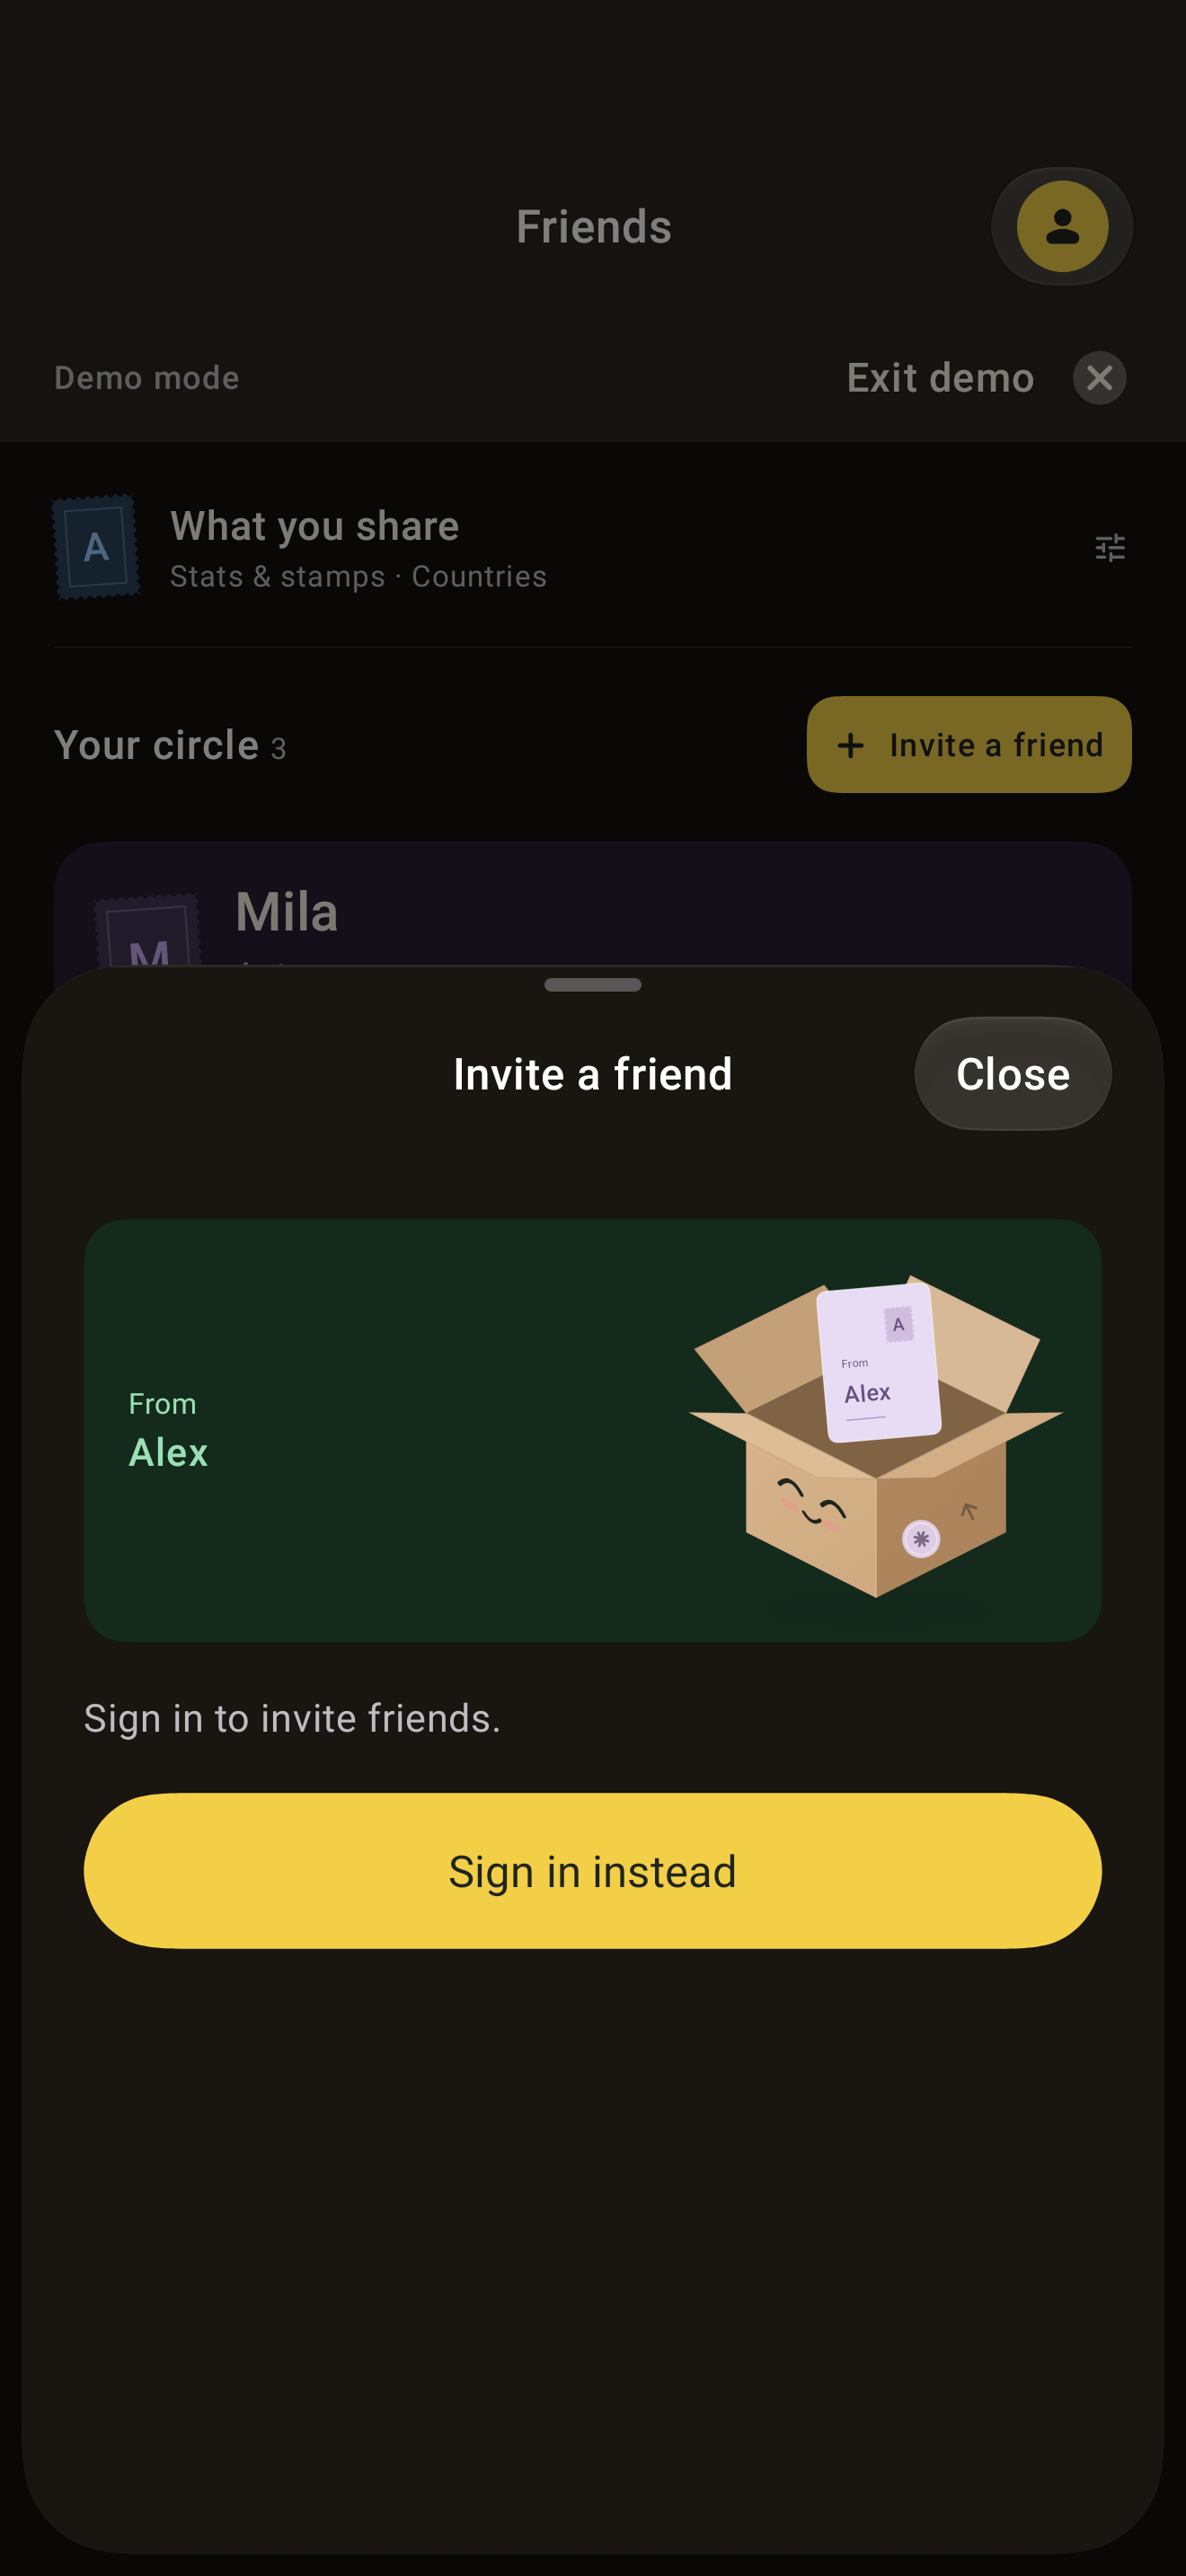 Friends
Demo mode
Exit demo
A
What you share
Stats & stamps · Countries
Your circle 3
Invite a friend
Mila
M
Invite a friend
Close
A
From
Alex
From
Alex
Sign in to invite friends.
Sign in instead